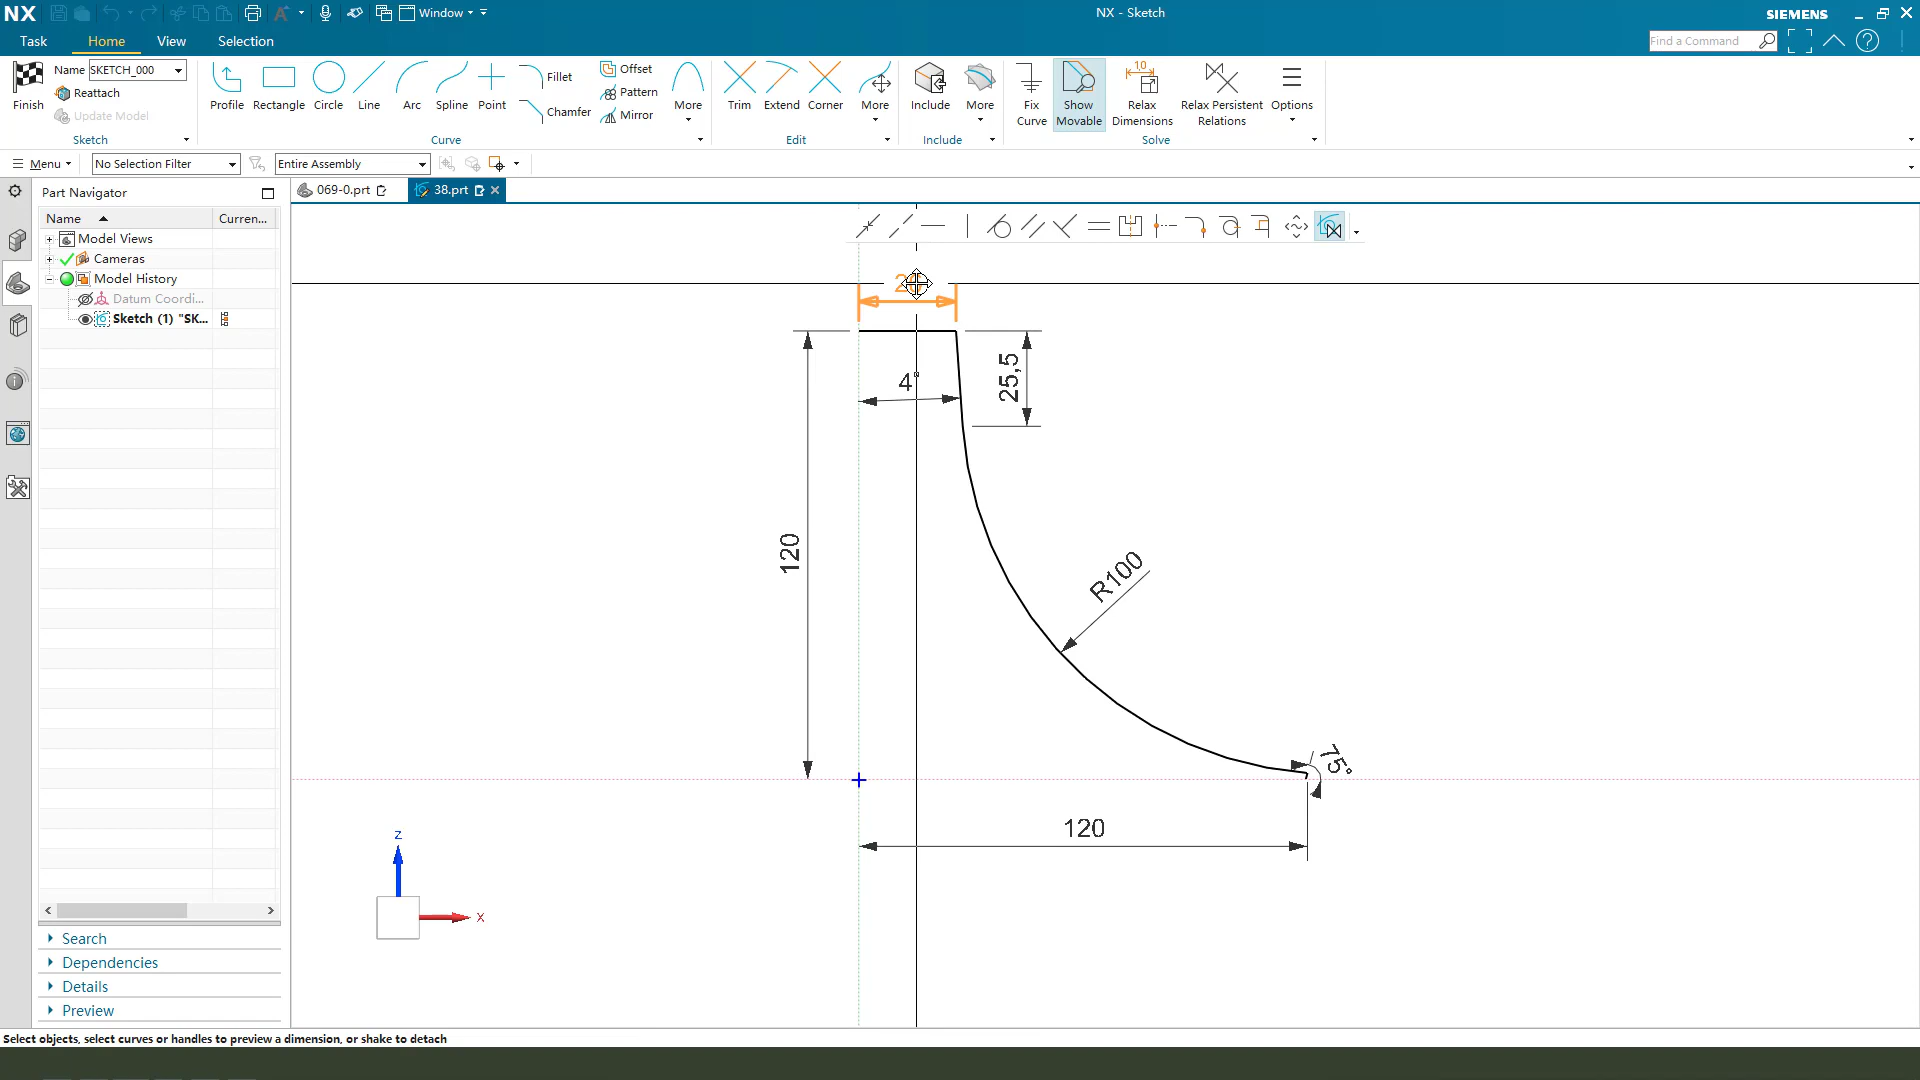 NX
Window
NX - Sketch
SIEMENS
Task
Home
View
Selection
Find a Command
Finish
Name SKETCH_000
Reattach
Update Model
Sketch
Profile
Rectangle
Circle
Line
Arc
Spline
Point
Fillet
Chamfer
Offset
Pattern
Mirror
More
Curve
Trim
Extend
Corner
More
Edit
Include
More
Include
Fix Curve
Show Movable
1,0
Relax Dimensions
Relax Persistent Relations
Options
Solve
Menu
No Selection Filter
Entire Assembly
Part Navigator
069-0.prt
38.prt
Name
Curren...
Model Views
Cameras
Model History
Datum Coordi...
Sketch (1) "SK...
4°
25,5
120
R100
75°
120
Z
X
Search
Dependencies
Details
Preview
Select objects, select curves or handles to preview a dimension, or shake to detach